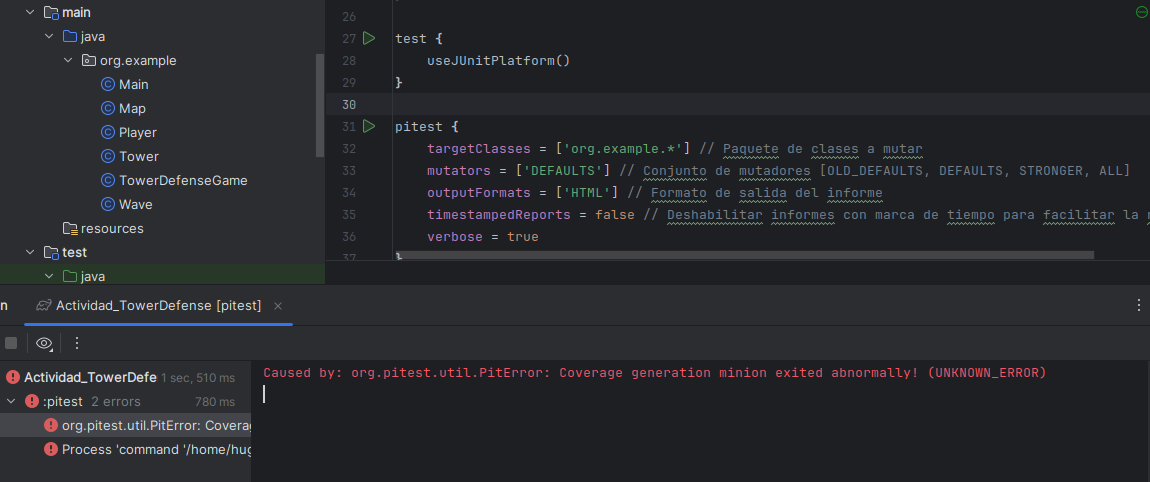 main
java
org.example
Main
Map
Player
Tower
TowerDefenseGame
Wave
resources
test
java
26
27 test {
28 useJUnitPlatform()
29 }
30
31 pitest {
32 targetClasses = ['org.example.*'] // Paquete de clases a mutar
33 mutators = ['DEFAULTS'] // Conjunto de mutadores [OLD_DEFAULTS, DEFAULTS, STRONGER, ALL]
34 outputFormats = ['HTML'] // Formato de salida del informe
35 timestampedReports = false // Deshabilitar informes con marca de tiempo para facilitar la
36 verbose = true
37 }
n
Actividad_TowerDefense [pitest]
Actividad_TowerDefe 1 sec, 510 ms
:pitest 2 errors 780 ms
org.pitest.util.PitError: Covera
Process 'command '/home/hug
Caused by: org.pitest.util.PitError: Coverage generation minion exited abnormally! (UNKNOWN_ERROR)